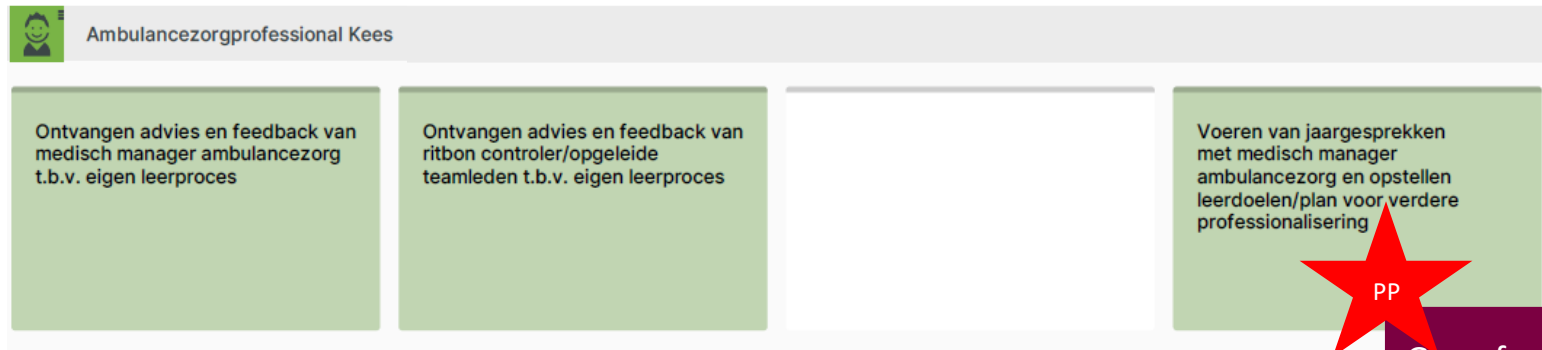 Ambulancezorgprofessional Kees
Ontvangen advies en feedback van
medisch manager ambulancezorg
t.b.v. eigen leerproces
Ontvangen advies en feedback van
ritbon controler/opgeleide
teamleden t.b.v. eigen leerproces
Voeren van jaargesprekken
met medisch manager
ambulancezorg en opstellen
leerdoelen/plan voor verdere
professionalisering
PP